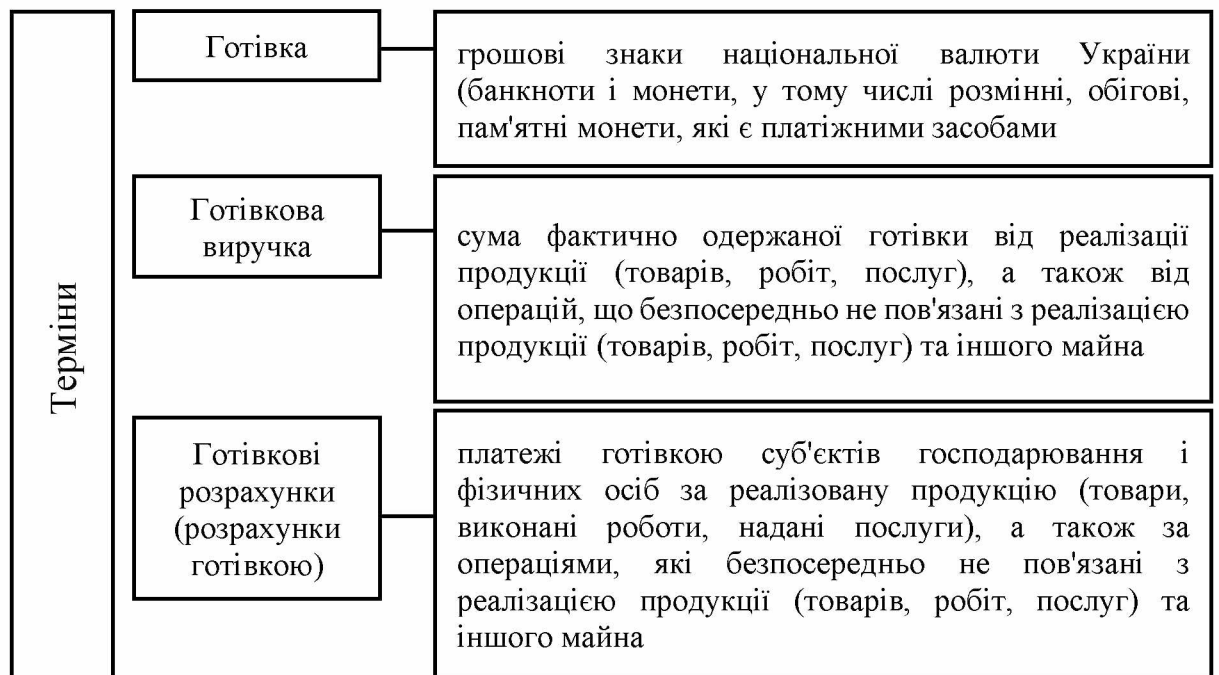 Терміни
Готівка
грошові знаки національної валюти України
(банкноти і монети, у тому числі розмінні, обігові,
пам'ятні монети, які є платіжними засобами
Готівкова
виручка
сума фактично одержаної готівки від реалізації
продукції (товарів, робіт, послуг), а також від
операцій, що безпосередньо не пов'язані з реалізацією
продукції (товарів, робіт, послуг) та іншого майна
Готівкові
розрахунки
(розрахунки
готівкою)
платежі готівкою суб'єктів господарювання і
фізичних осіб за реалізовану продукцію (товари,
виконані роботи, надані послуги), а також за
операціями, які безпосередньо не пов'язані з
реалізацією продукції (товарів, робіт, послуг) та
іншого майна